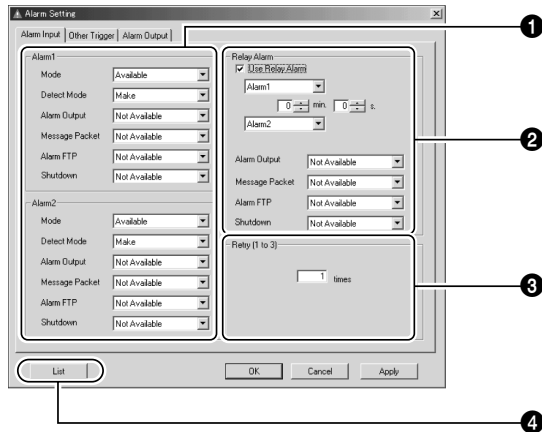 Alarm Setting
Alarm Input
Other Trigger
Alarm Output
Alarm1
Mode Available
Detect Mode Make
Alarm Output Not Available
Message Packet Not Available
Alarm FTP Not Available
Shutdown Not Available
Alarm2
Mode Available
Detect Mode Make
Alarm Output Not Available
Message Packet Not Available
Alarm FTP Not Available
Shutdown Not Available
Relay Alarm
Use Relay Alarm
Alarm1
0 min. 0 s.
Alarm2
Alarm Output Not Available
Message Packet Not Available
Alarm FTP Not Available
Shutdown Not Available
Retry (1 to 3)
1 times
List
OK
Cancel
Apply
1
2
3
4